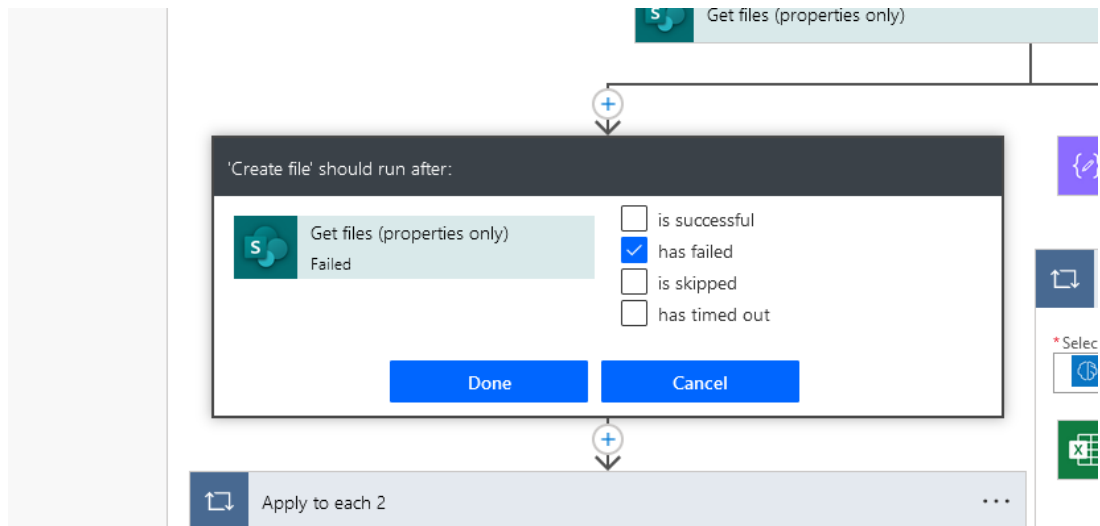 Get files (properties only)
'Create file' should run after:
Get files (properties only)
Failed
is successful
has failed
is skipped
has timed out
Done
Cancel
* Selec
Apply to each 2